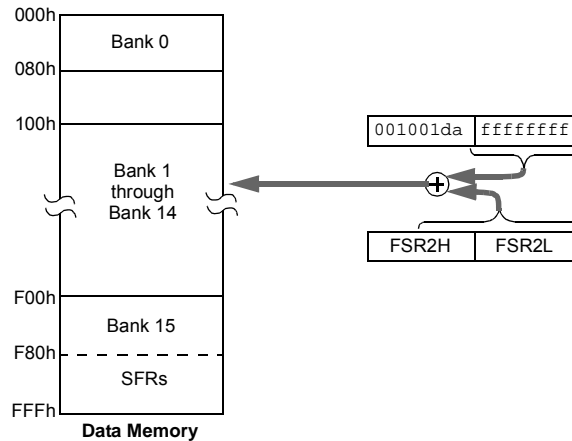 000h
Bank 0
080h
100h
001001da ffffffff
Bank 1
through
Bank 14
FSR2H FSR2L
F00h
Bank 15
F80h
SFRs
FFFh
Data Memory